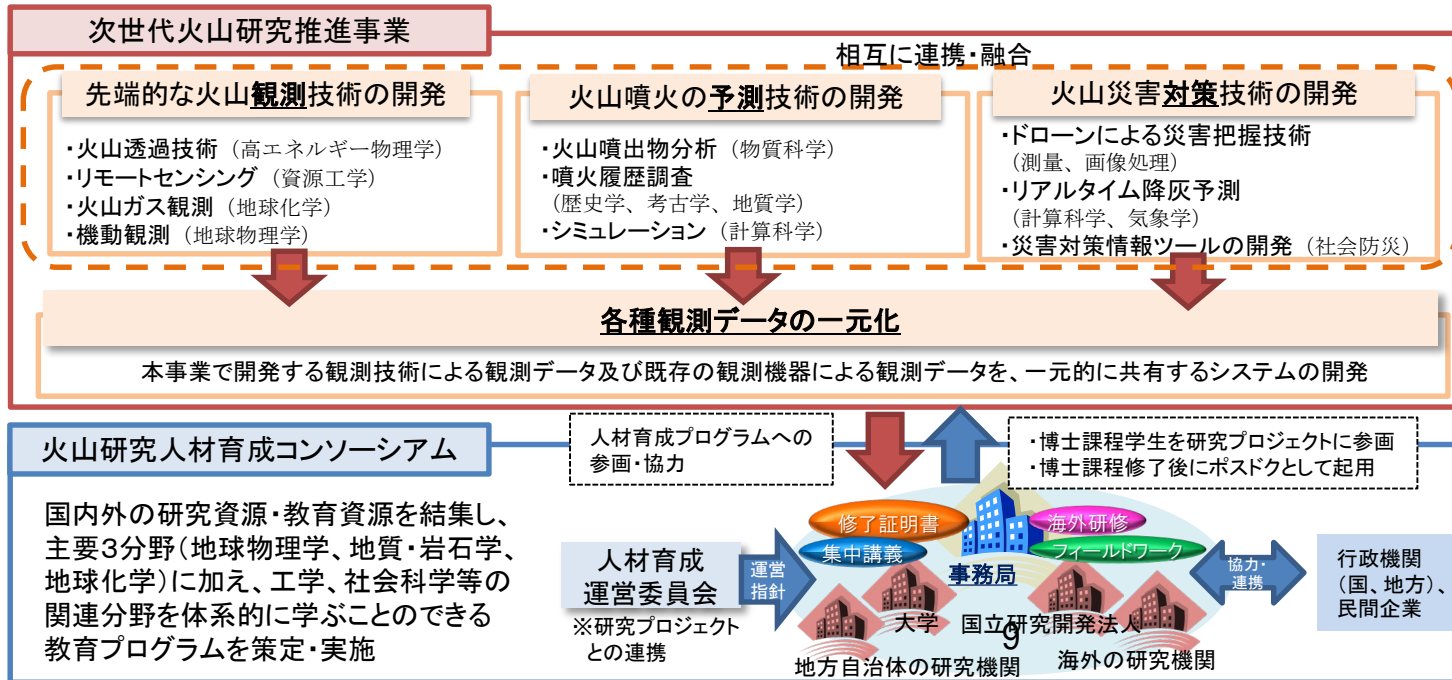 次世代火山研究推進事業
相互に連携・融合
先端的な火山観測技術の開発
・火山透過技術（高エネルギー物理学）
・リモートセンシング（資源工学）
・火山ガス観測（地球化学）
・機動観測（地球物理学）
火山噴火の予測技術の開発
・火山噴出物分析（物質科学）
・噴火履歴調査
（歴史学、考古学、地質学）
・シミュレーション（計算科学）
火山災害対策技術の開発
・ドローンによる災害把握技術
（測量、画像処理）
・リアルタイム降灰予測
（計算科学、気象学）
・災害対策情報ツールの開発（社会防災）
各種観測データの一元化
本事業で開発する観測技術による観測データ及び既存の観測機器による観測データを、一元的に共有するシステムの開発
火山研究人材育成コンソーシアム
人材育成プログラムへの
参画・協力
・博士課程学生を研究プロジェクトに参画
・博士課程修了後にポスドクとして起用
国内外の研究資源・教育資源を結集し、
主要3分野（地球物理学、地質・岩石学、
地球化学）に加え、工学、社会科学等の
関連分野を体系的に学ぶことのできる
教育プログラムを策定・実施
人材育成
運営委員会
※研究プロジェクト
との連携
運営
指針
修了証明書
集中講義
海外研修
フィールドワーク
事務局
大学
国立研究開発法人
9
地方自治体の研究機関
海外の研究機関
協力・
連携
行政機関
（国、地方）、
民間企業